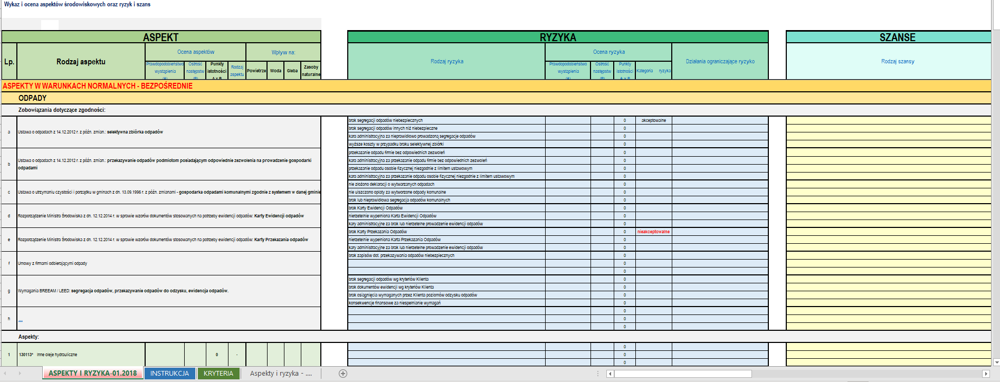 Wykaz i ocena aspektów środowiskowych oraz ryzyk i szans
ASPEKT
RYZYKA
SZANSE
Lp.
Rodzaj aspektu
Ocena aspektów
Wpływ na:
Prawdopodobieństwo wystąpienia (A)
Ostrość następstw (B)
Punkty istotności A x B
Rodzaj aspektu
Powietrze
Woda
Gleba
Zasoby naturalne
Rodzaj ryzyka
Ocena ryzyka
Prawdopodobieństwo wystąpienia (A)
Ostrość następstw (B)
Punkty istotności A x B
Kategoria ryzyka
Działania ograniczające ryzyko
Rodzaj szansy
ASPEKTY W WARUNKACH NORMALNYCH - BEZPOŚREDNIE
ODPADY
Zobowiązania dotyczące zgodności:
a
Ustawa o odpadach z 14.12.2012 r. z późn. zmian.: selektywna zbiórka odpadów
brak segregacji odpadów niebezpiecznych 0 akceptowalne
brak segregacji odpadów innych niż niebezpieczne 0
kara administracyjna za nieprawidłowo prowadzoną segregacje odpadów 0
wyższe koszty w przypadku braku selektywnej zbiórki 0
b
Ustawa o odpadach z 14.12.2012 r. z późn. zmian.: przekazywanie odpadów podmiotom posiadającym odpowiednie zezwolenia na prowadzenie gospodarki
odpadami
przekazanie odpadu firmie bez odpowiednich zezwoleń 0
kara administracyjna za przekazanie odpadu firmie bez odpowiednich zezwoleń 0
przekazanie odpadu osobie fizycznej niezgodnie z limitem ustawowym 0
kara administracyjna za przekazanie odpadu osobie fizycznej niezgodnie z limitem ustawowym 0
c
Ustawa o utrzymaniu czystości i porządku w gminach z dn. 13.09.1996 r. z późn. zmianami - gospodarka odpadami komunalnymi zgodnie z systemem w danej gminie
nie złożono deklaracji o wytwarzanych odpadach 0
nie uiszczono opłaty za wytworzone odpady komunalne 0
brak lub nieprawidłowa segregacja odpadów komunalnych 0
d
Rozporządzenie Ministra Środowiska z dn. 12.12.2014 r. w sprawie wzorów dokumentów stosowanych na potrzeby ewidencji odpadów: Karty Ewidencji odpadów
brak Karty Ewidencji Odpadów 0
nierzetelnie wypełniona Karta Ewidencji Odpadów 0
kary administracyjne za brak lub nierzetelne prowadzenie ewidencji odpadów 0
e
Rozporządzenie Ministra Środowiska z dn. 12.12.2014 r. w sprawie wzorów dokumentów stosowanych na potrzeby ewidencji odpadów: Karty Przekazania odpadów
brak Karty Przekazania Odpadów 0 nieakceptowalne
nierzetelnie wypełniona Karta Przekazania Odpadów 0
kary administracyjne za brak lub nierzetelne prowadzenie ewidencji odpadów 0
f
Umowy z firmami odbierającymi odpady
brak zapisów dot. przekazywania odpadów niebezpiecznych 0
0
0
g
Wymagania BREEAM / LEED: segregacja odpadów, przekazywanie odpadów do odzysku, ewidencja odpadów.
brak segregacji odpadów wg kryteriów Klienta 0
brak dokumentów ewidencji wg kryteriów Klienta 0
brak osiągnięcia wymaganych przez Klienta poziomów odzysku odpadów 0
konsekwencje finansowe za niespełnianie wymagań 0
h
...
0
0
0
Aspekty:
1
130113* Inne oleje hydrauliczne 0 -
0
0
0
ASPEKTY I RYZYKA-01.2018
INSTRUKCJA
KRYTERIA
Aspekty i ryzyka - ....